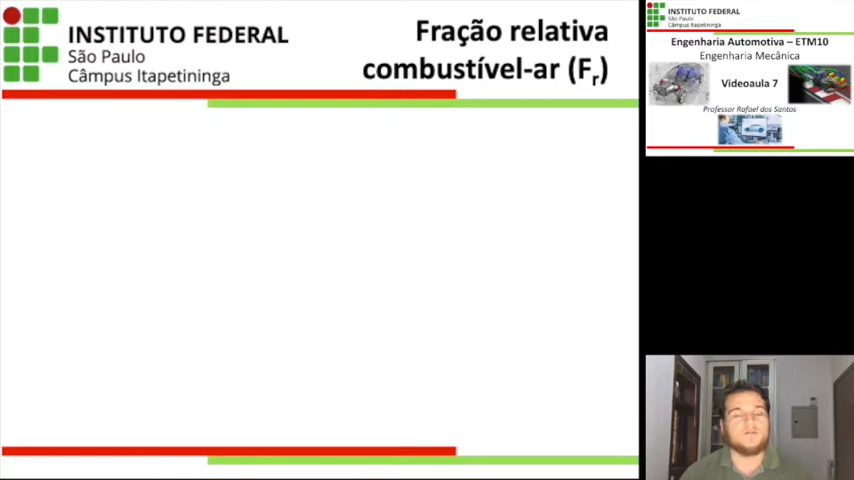 INSTITUTO FEDERAL
São Paulo
Câmpus Itapetininga
Fração relativa
combustível-ar (Fr)
INSTITUTO FEDERAL
São Paulo
Câmpus Itapetininga
Engenharia Automotiva – ETM10
Engenharia Mecânica
Videoaula 7
Professor Rafael dos Santos